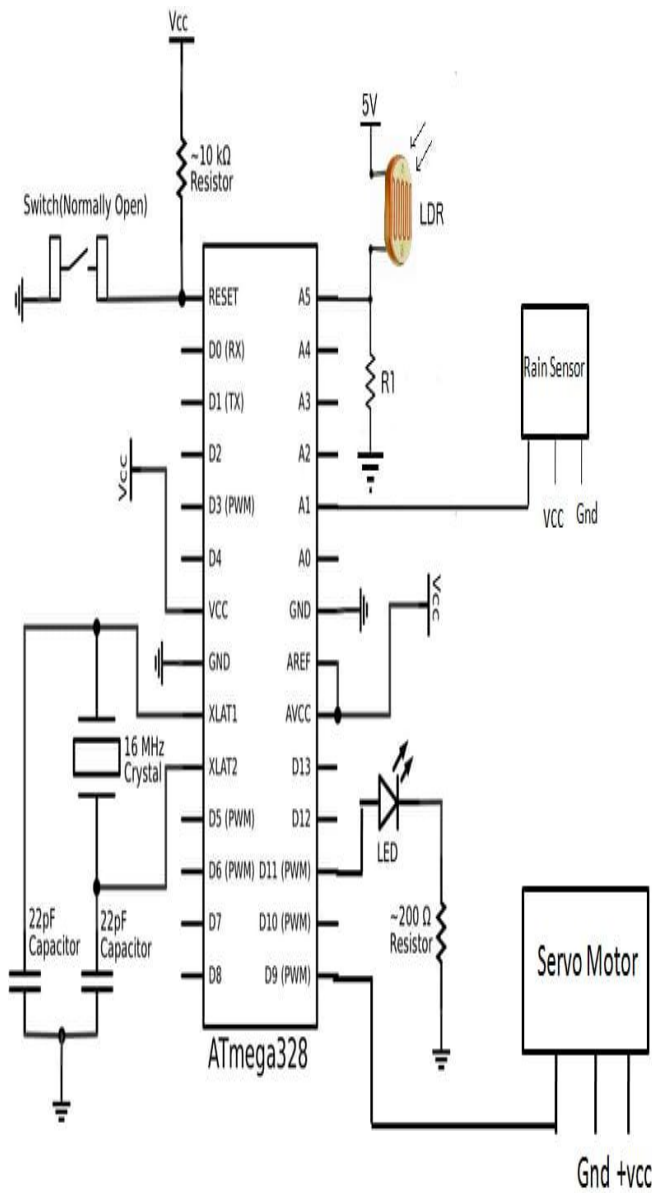 Vcc
~10 kΩ
Resistor
Switch(Normally Open)
5V
LDR
R1
RESET
D0 (RX)
D1 (TX)
D2
D3 (PWM)
D4
VCC
GND
XLAT1
XLAT2
D5 (PWM)
D6 (PWM)
D7
D8
A5
A4
A3
A2
A1
A0
GND
AREF
AVCC
D13
D12
D11 (PWM)
D10 (PWM)
D9 (PWM)
ATmega328
Vcc
Rain Sensor
VCC
Gnd
Vcc
16 MHz
Crystal
22pF
Capacitor
22pF
Capacitor
LED
~200 Ω
Resistor
Servo Motor
Gnd +vcc